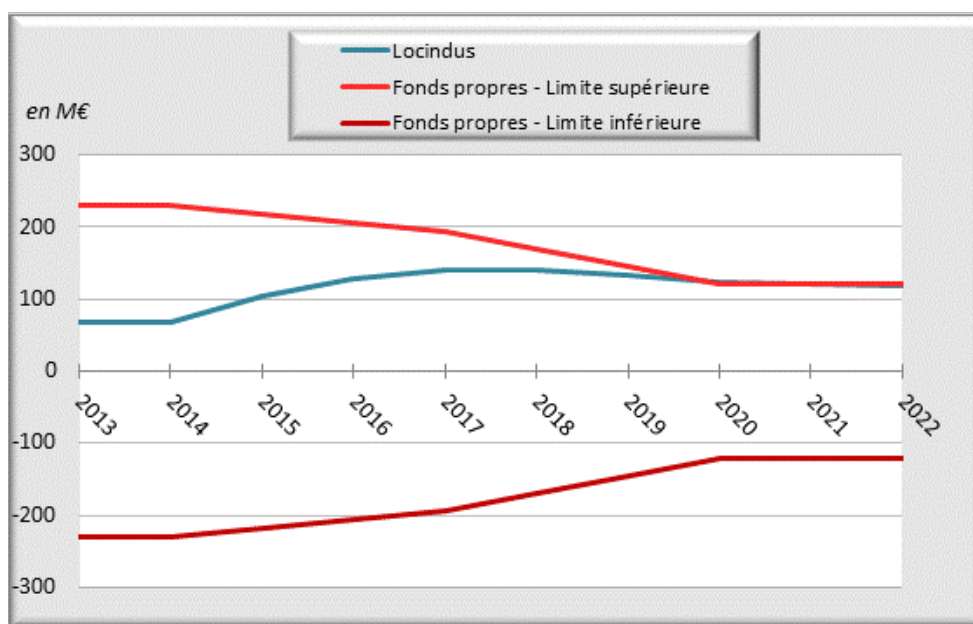 Locindus
Fonds propres - Limite supérieure
Fonds propres - Limite inférieure
en M€
300
200
100
0
2013 2014 2015 2016 2017 2018 2019 2020 2021 2022
-100
-200
-300